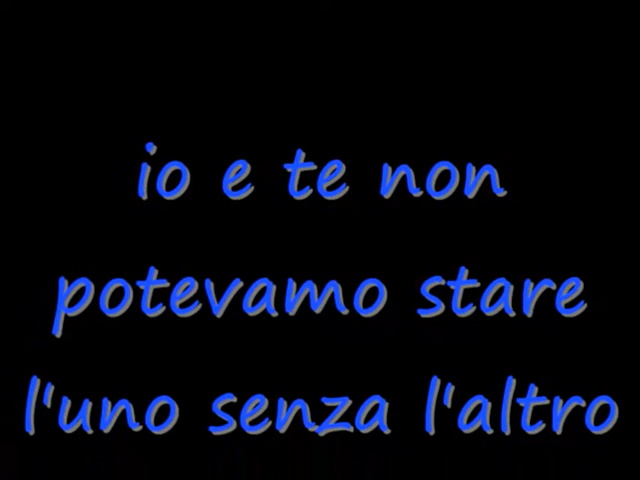 io e te non
potevamo stare
l'uno senza l'altro